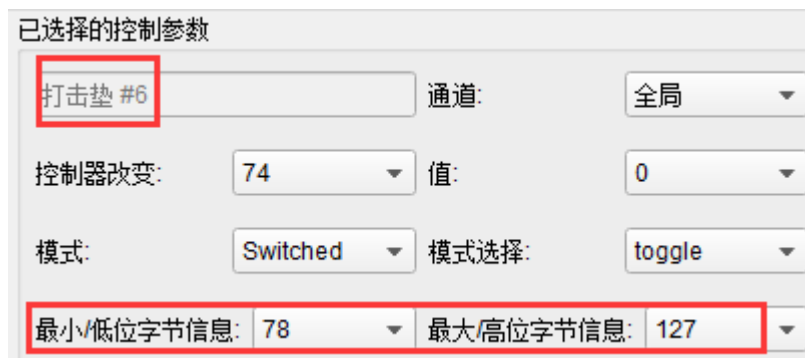 已选择的控制参数
打击垫 #6 通道: 全局
控制器改变: 74 值: 0
模式: Switched 模式选择: toggle
最小/低位字节信息: 78 最大/高位字节信息: 127